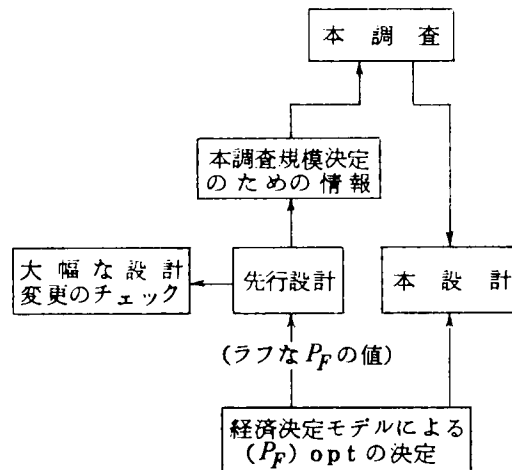 本調査
本調査規模決定
のための情報
大幅な設計
変更のチェック
先行設計
本設計
(ラフなP_Fの値)
経済決定モデルによる
(P_F) optの決定